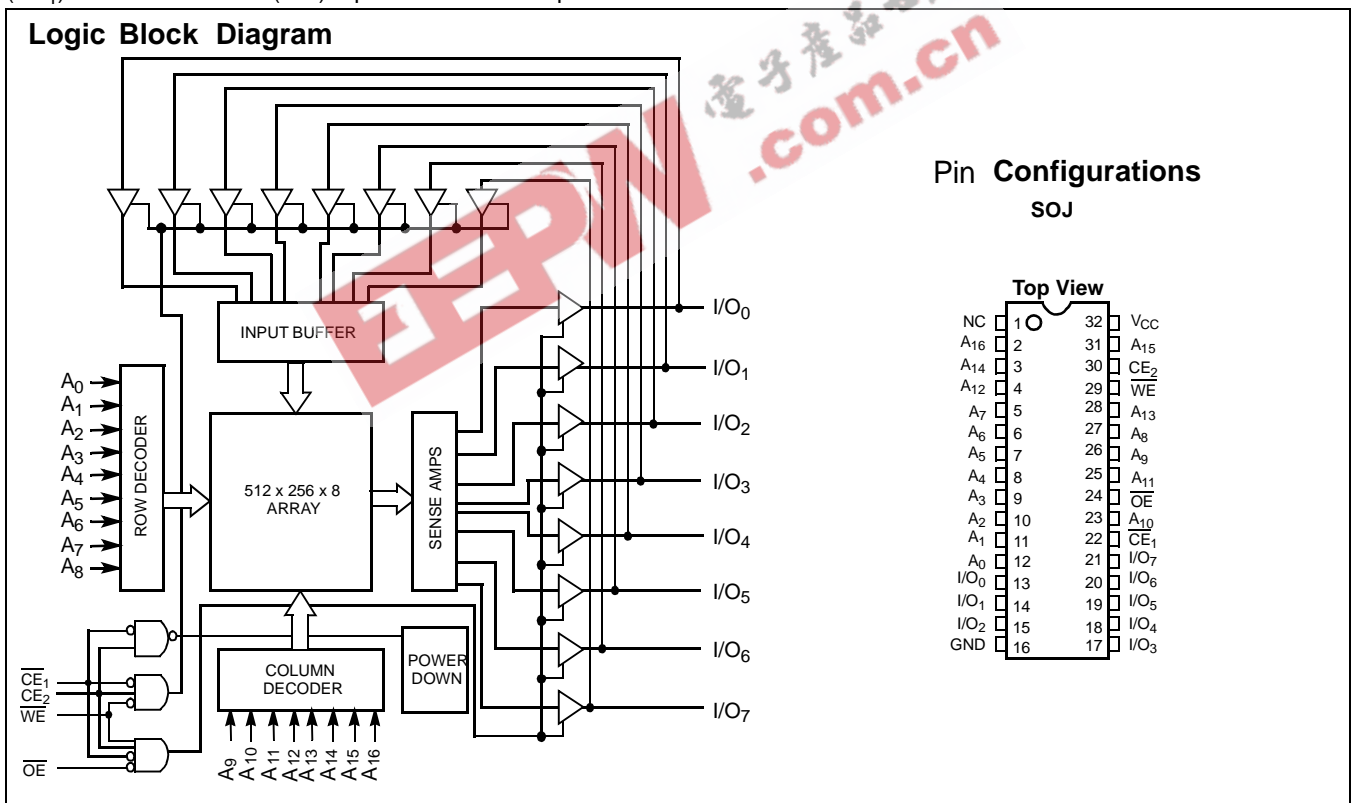 Logic Block Diagram
電子產品
.com.cn
EEPW
Pin Configurations
SOJ
INPUT BUFFER
A0
A1
A2
A3
A4
A5
A6
A7
A8
ROW DECODER
512 x 256 x 8
ARRAY
SENSE AMPS
I/O0
I/O1
I/O2
I/O3
I/O4
I/O5
I/O6
I/O7
COLUMN
DECODER
POWER
DOWN
CE1
CE2
WE
OE
A9
A10
A11
A12
A13
A14
A15
A16
Top View
NC 1 32 VCC
A16 2 31 A15
A14 3 30 CE2
A12 4 29 WE
A7 5 28 A13
A6 6 27 A8
A5 7 26 A9
A4 8 25 A11
A3 9 24 OE
A2 10 23 A10
A1 11 22 CE1
A0 12 21 I/O7
I/O0 13 20 I/O6
I/O1 14 19 I/O5
I/O2 15 18 I/O4
GND 16 17 I/O3